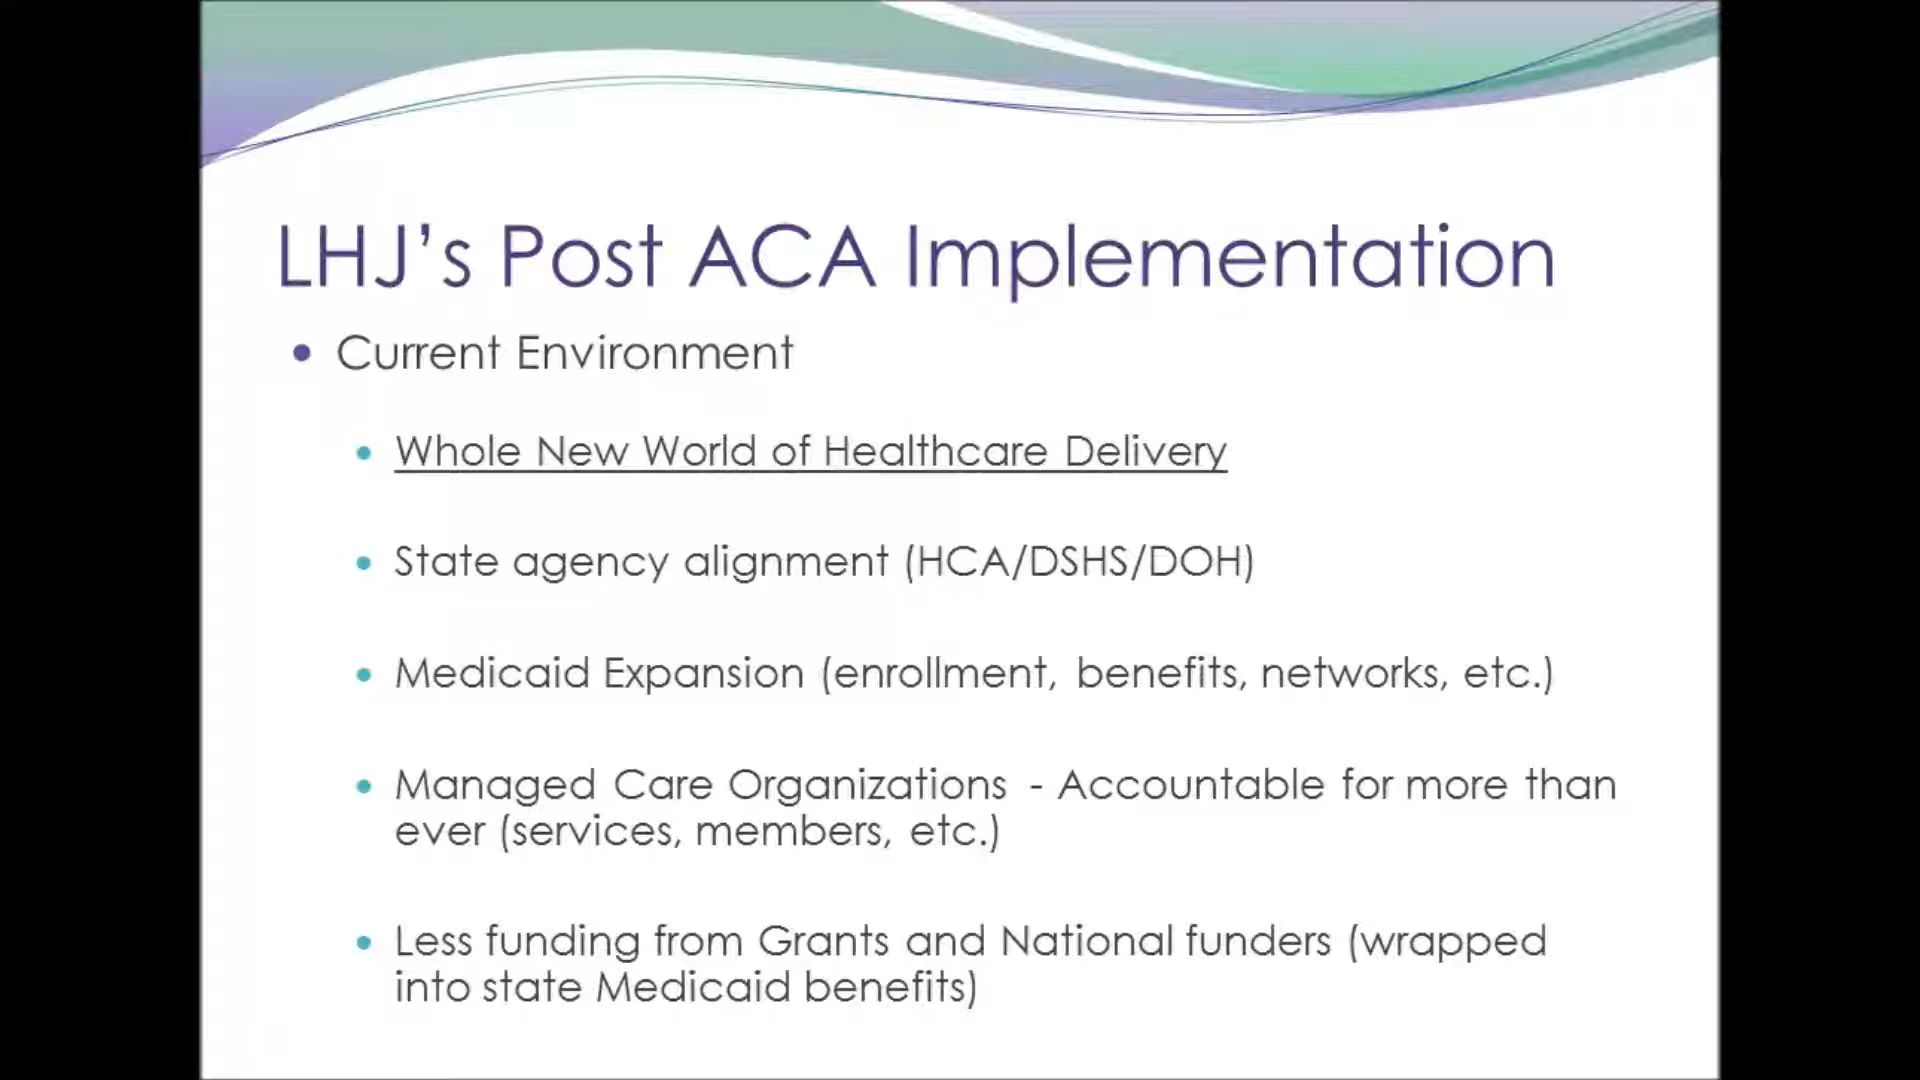 LHJ’s Post ACA Implementation
• Current Environment
• Whole New World of Healthcare Delivery
• State agency alignment (HCA/DSHS/DOH)
• Medicaid Expansion (enrollment, benefits, networks, etc.)
• Managed Care Organizations - Accountable for more than
ever (services, members, etc.)
• Less funding from Grants and National funders (wrapped
into state Medicaid benefits)